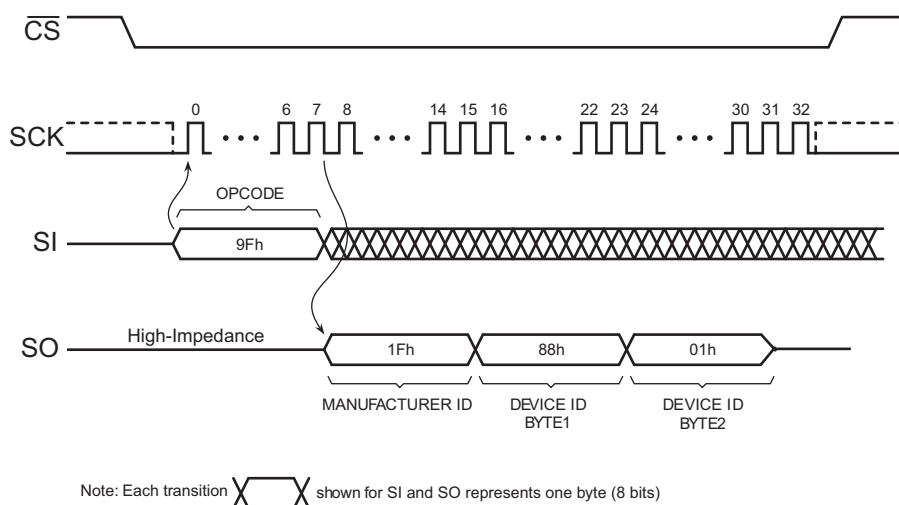 CS
0 6 7 8 14 15 16 22 23 24 30 31 32
SCK
OPCODE
SI 9Fh
High-Impedance
SO 1Fh 88h 01h
MANUFACTURER ID DEVICE ID DEVICE ID
BYTE1 BYTE2
Note: Each transition shown for SI and SO represents one byte (8 bits)